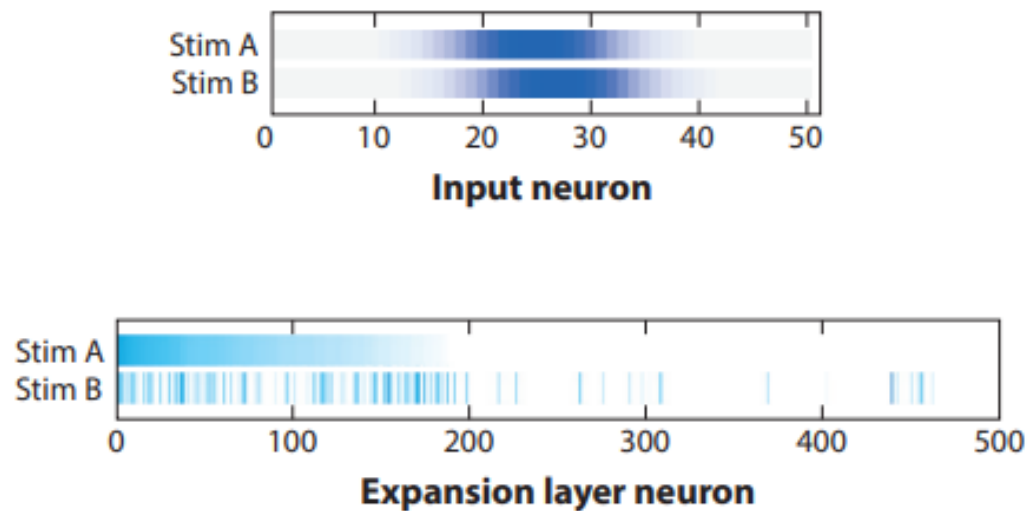 Stim A
Stim B
0 10 20 30 40 50
Input neuron
Stim A
Stim B
0 100 200 300 400 500
Expansion layer neuron